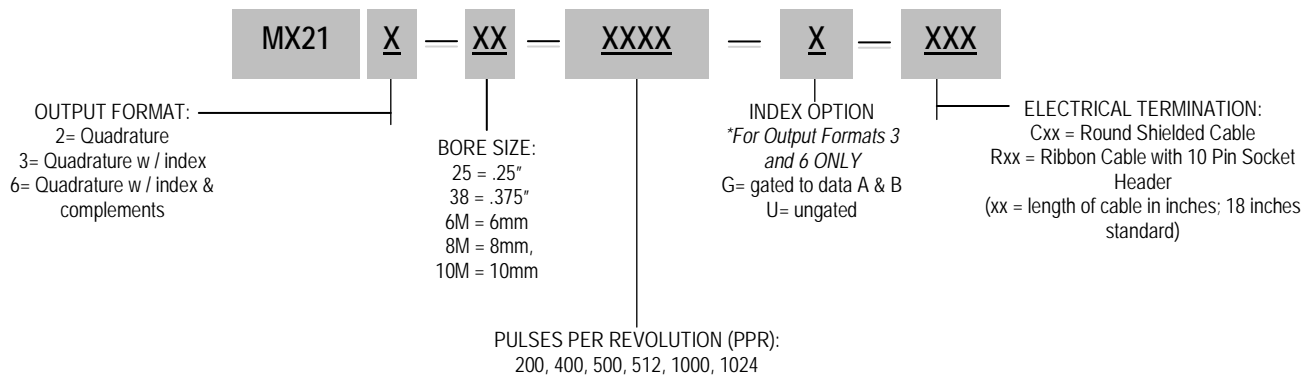 MX21 X — XX — XXXX — X — XXX
OUTPUT FORMAT:
2= Quadrature
3= Quadrature w / index
6= Quadrature w / index &
complements
BORE SIZE:
25 = .25"
38 = .375"
6M = 6mm
8M = 8mm,
10M = 10mm
PULSES PER REVOLUTION (PPR):
200, 400, 500, 512, 1000, 1024
INDEX OPTION
*For Output Formats 3
and 6 ONLY
G= gated to data A & B
U= ungated
ELECTRICAL TERMINATION:
Cxx = Round Shielded Cable
Rxx = Ribbon Cable with 10 Pin Socket
Header
(xx = length of cable in inches; 18 inches
standard)